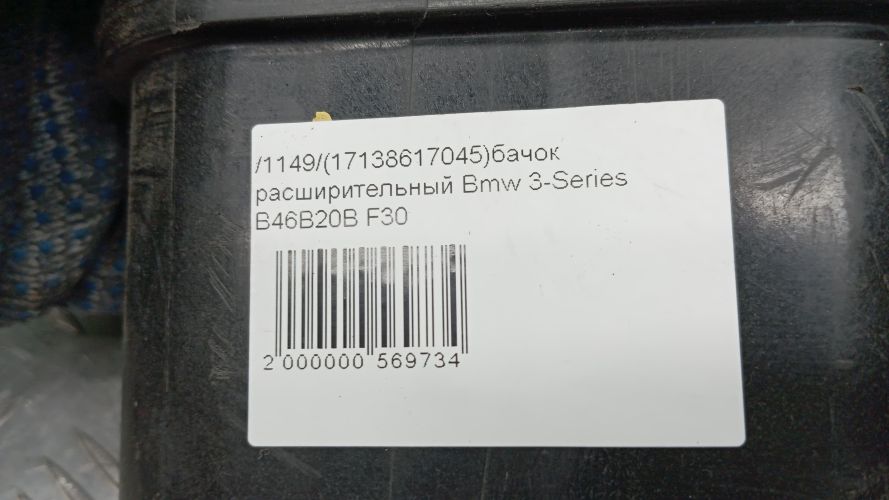 /1149/(17138617045)бачок
расширительный Bmw 3-Series
B46B20B F30
2 000000 569734